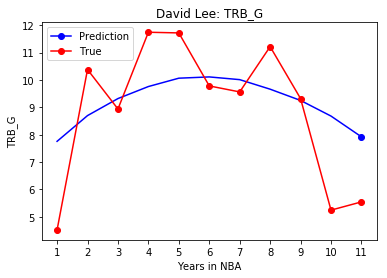 David Lee: TRB_G
Prediction
True
12
11
10
9
8
7
6
5
TRB_G
1 2 3 4 5 6 7 8 9 10 11
Years in NBA